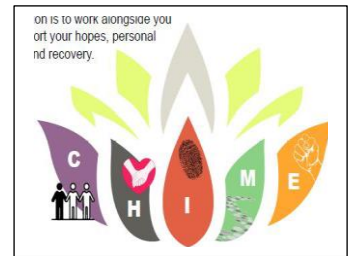 on is to work alongside you
ort your hopes, personal
nd recovery.
C
H
I
M
E